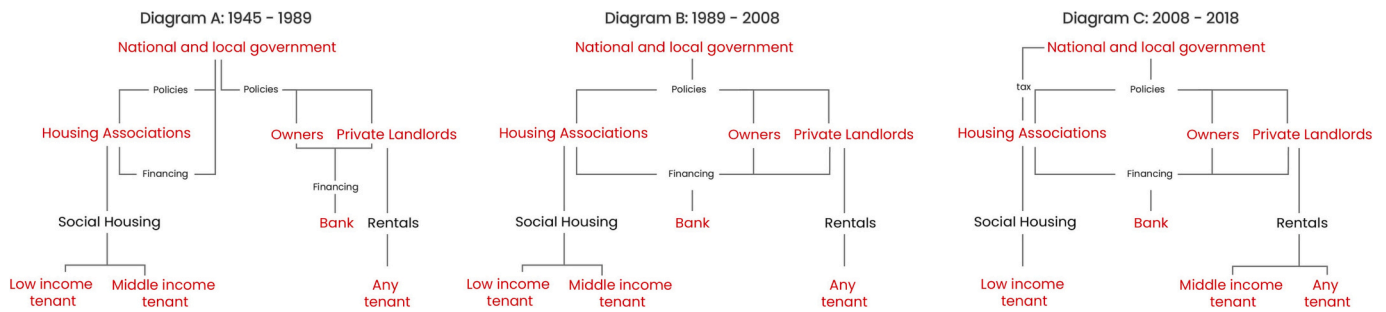 Diagram A: 1945 - 1989
National and local government
Policies
Policies
Housing Associations
Owners
Private Landlords
Financing
Financing
Social Housing
Bank
Rentals
Low income
tenant
Middle income
tenant
Any
tenant
Diagram B: 1989 - 2008
National and local government
Policies
Housing Associations
Owners
Private Landlords
Financing
Social Housing
Bank
Rentals
Low income
tenant
Middle income
tenant
Any
tenant
Diagram C: 2008 - 2018
National and local government
tax
Policies
Housing Associations
Owners
Private Landlords
Financing
Social Housing
Bank
Rentals
Low income
tenant
Middle income
tenant
Any
tenant